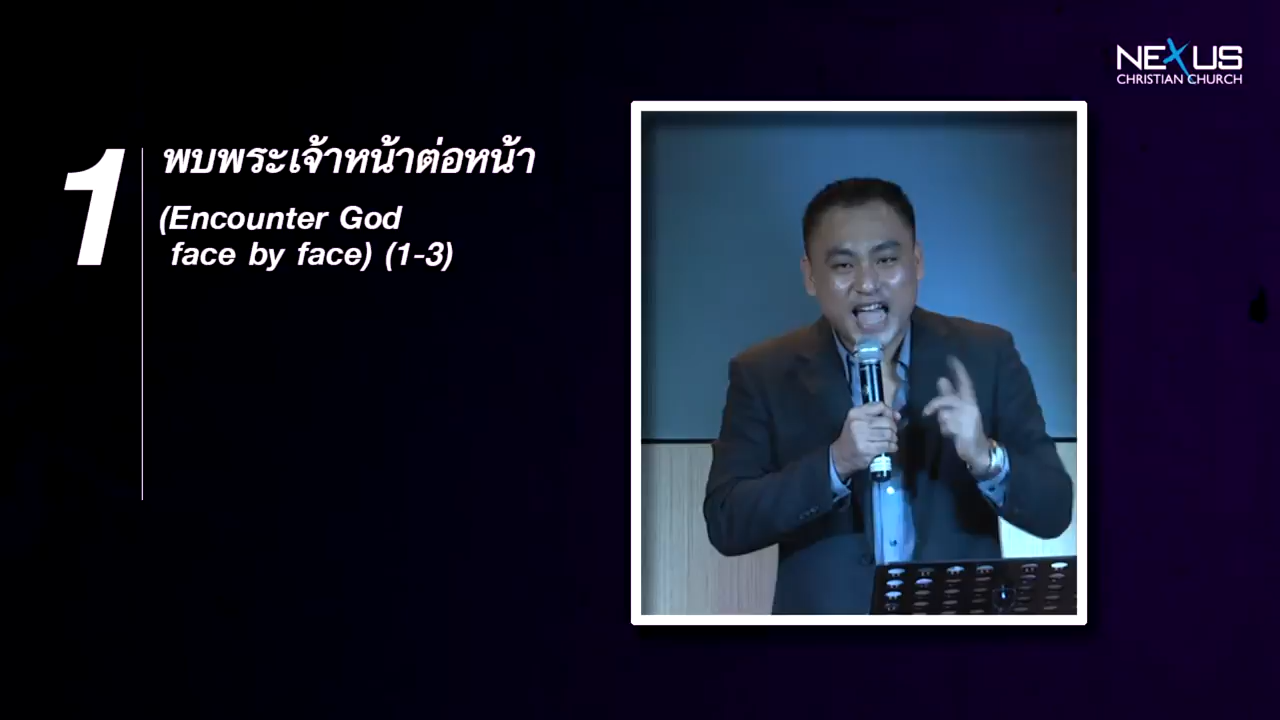 NEXUS
CHRISTIAN CHURCH
1
พบพระเจ้าหน้าต่อหน้า
(Encounter God
face by face) (1-3)